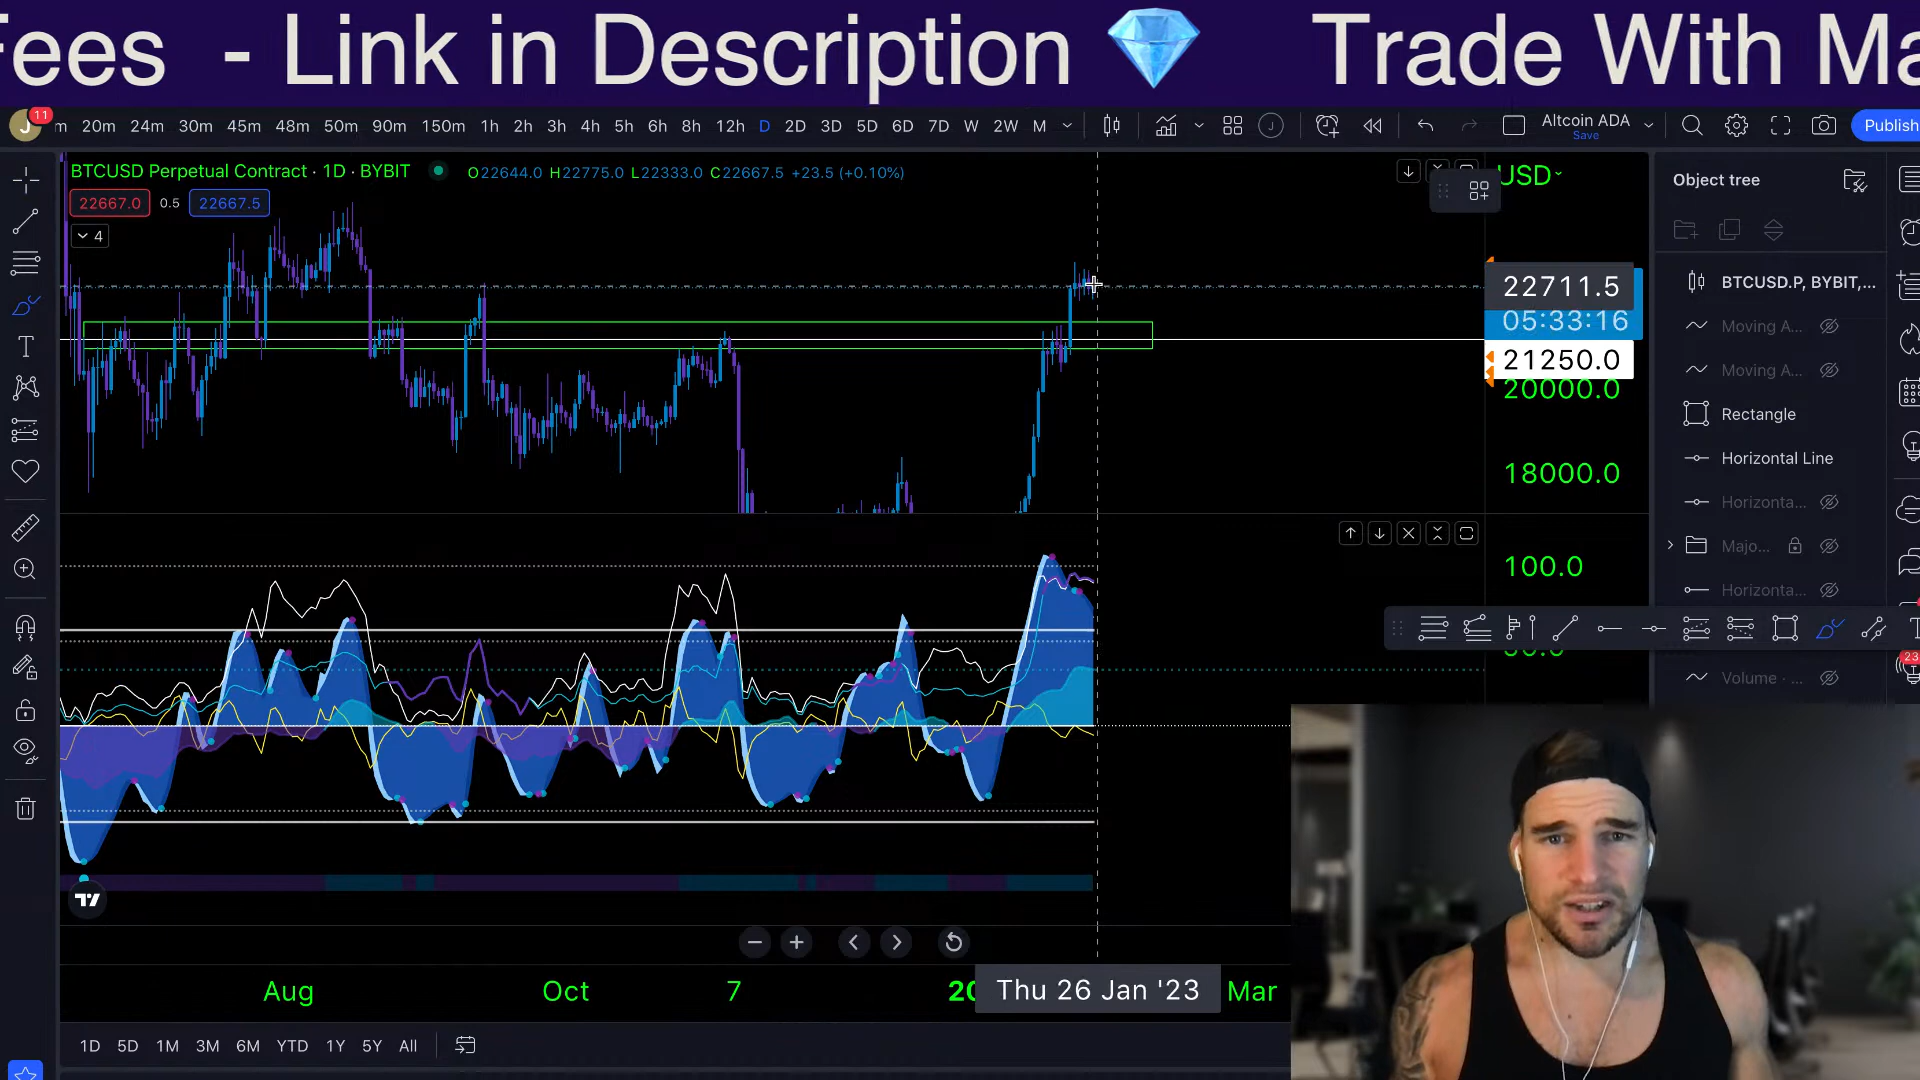 Fees - Link in Description 💎 Trade With Ma
J 11 m 20m 24m 30m 45m 48m 50m 90m 150m 1h 2h 3h 4h 5h 6h 8h 12h D 2D 3D 5D 6D 7D W 2W M J Altcoin ADA Publish
Save
BTCUSD Perpetual Contract · 1D · BYBIT O22644.0 H22775.0 L22333.0 C22667.5 +23.5 (+0.10%) USD
Object tree
22667.0 0.5 22667.5
4
BTCUSD.P, BYBIT,...
22711.5
05:33:16
Moving A...
21250.0
Moving A...
20000.0
Rectangle
Horizontal Line
18000.0
Horizonta...
Majo...
100.0
Horizonta...
T
23
Volume · ...
Aug Oct 7 20 Thu 26 Jan '23 Mar
1D 5D 1M 3M 6M YTD 1Y 5Y All